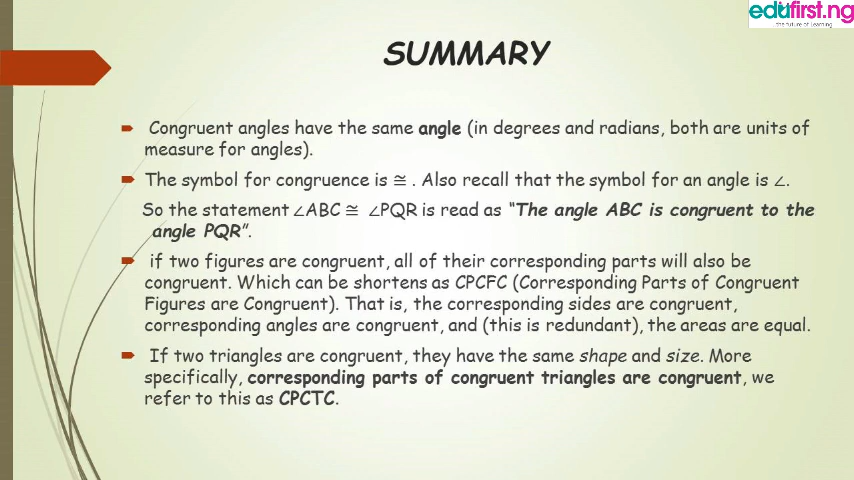 edufirst.ng
the future of learning
SUMMARY
Congruent angles have the same angle (in degrees and radians, both are units of
measure for angles).
The symbol for congruence is ≅ . Also recall that the symbol for an angle is ∠.
So the statement ∠ABC ≅ ∠PQR is read as “The angle ABC is congruent to the
angle PQR”.
if two figures are congruent, all of their corresponding parts will also be
congruent. Which can be shortens as CPCFC (Corresponding Parts of Congruent
Figures are Congruent). That is, the corresponding sides are congruent,
corresponding angles are congruent, and (this is redundant), the areas are equal.
If two triangles are congruent, they have the same shape and size. More
specifically, corresponding parts of congruent triangles are congruent, we
refer to this as CPCTC.